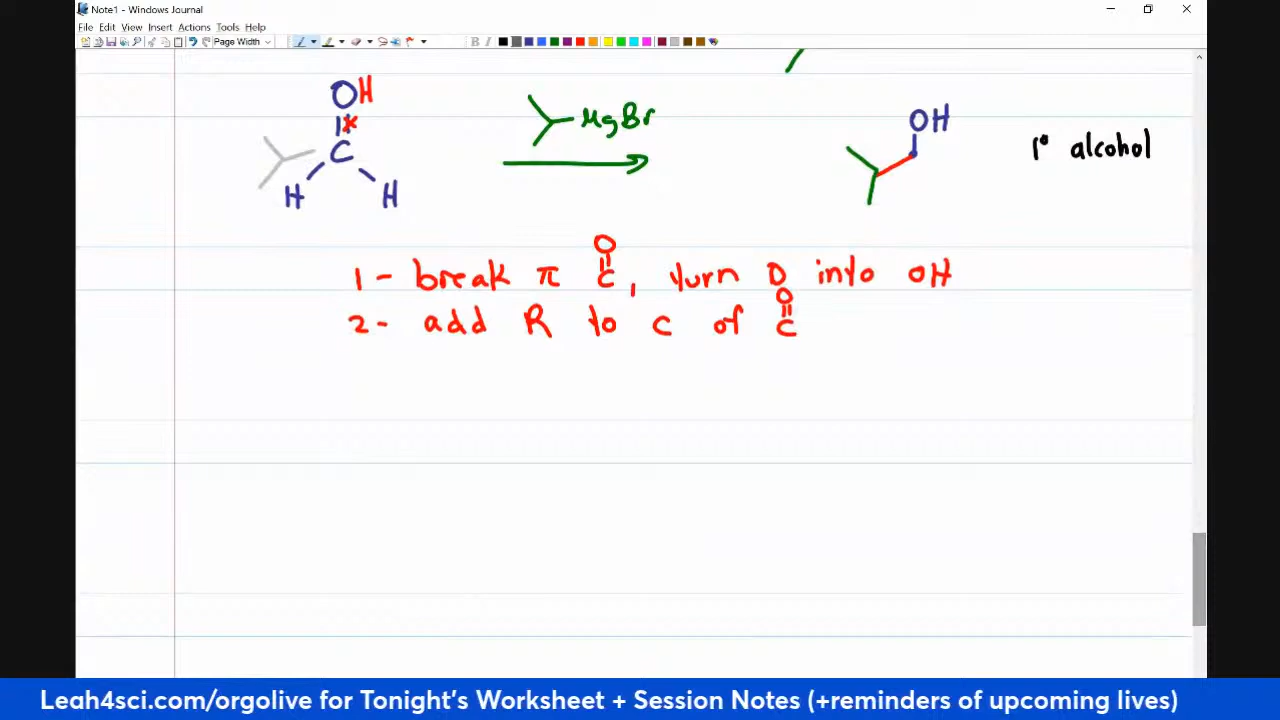 Note1 - Windows Journal
File Edit View Insert Actions Tools Help
Page Width B I
OH
C
H H
MgBr
OH
1° alcohol
1 - break π C=O, turn O into OH
2 - add R to C of C=O
Leah4sci.com/orgolive for Tonight's Worksheet + Session Notes (+reminders of upcoming lives)